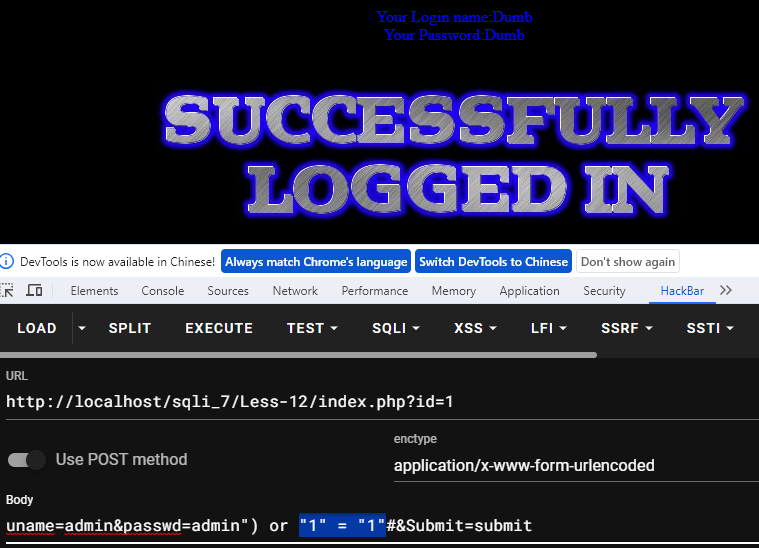 Your Login name:Dumb
Your Password:Dumb
SUCCESSFULLY
LOGGED IN
DevTools is now available in Chinese! Always match Chrome's language Switch DevTools to Chinese Don't show again
Elements Console Sources Network Performance Memory Application Security HackBar
LOAD SPLIT EXECUTE TEST SQLI XSS LFI SSRF SSTI
URL
http://localhost/sqli_7/Less-12/index.php?id=1
Use POST method
enctype
application/x-www-form-urlencoded
Body
uname=admin&passwd=admin") or "1" = "1"#&Submit=submit